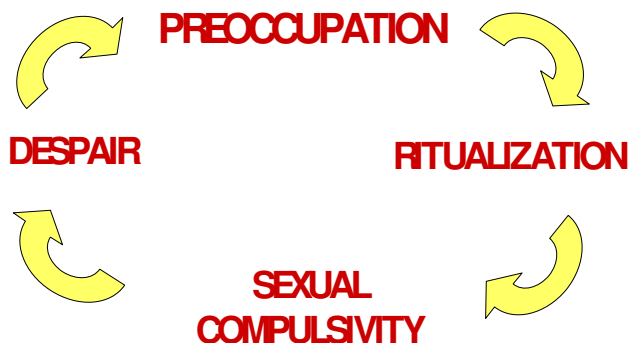 PREOCCUPATION
DESPAIR
RITUALIZATION
SEXUAL
COMPULSIVITY